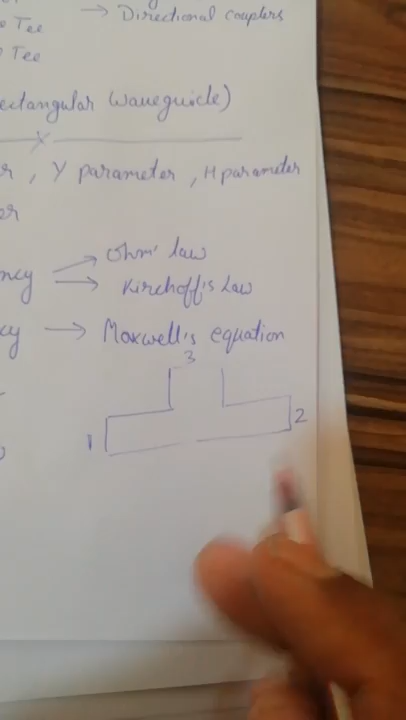 Tee → Directional couplers
Tee
ectangular Waveguide)
x
r, Y parameter, H parameter
er
ncy → Ohm's law
→ Kirchoff's Law
cy → Maxwell's equation
3
1 2